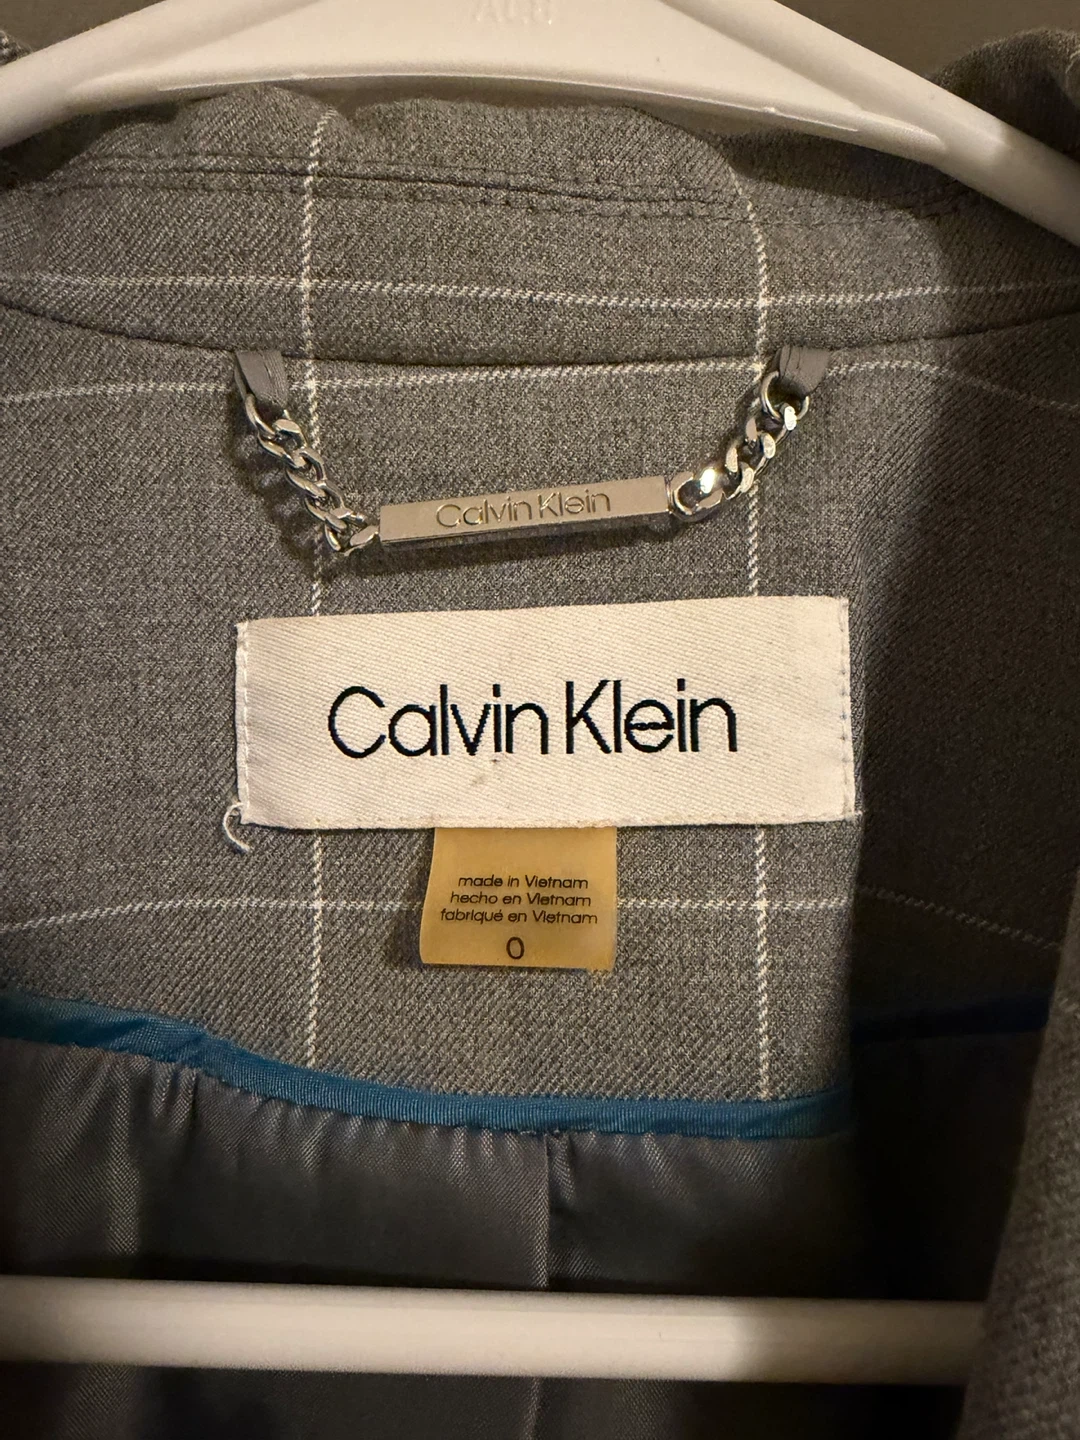 Calvin Klein
Calvin Klein
made in Vietnam
hecho en Vietnam
fabriqué en Vietnam
0